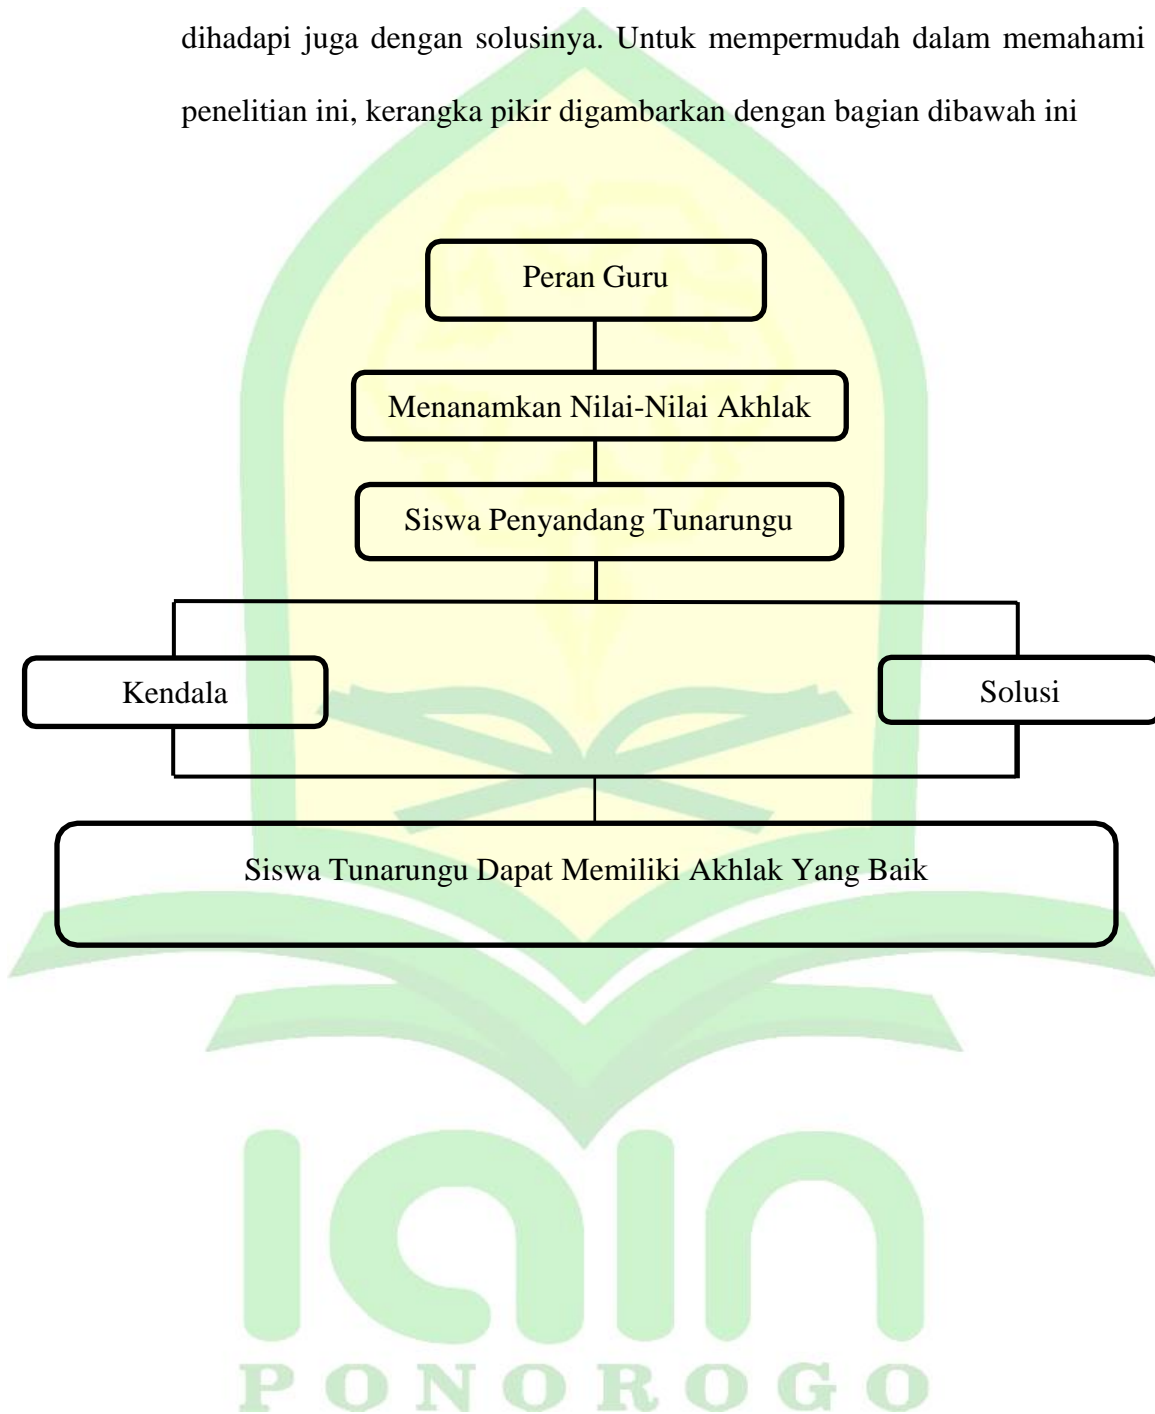 dihadapi juga dengan solusinya. Untuk mempermudah dalam memahami
penelitian ini, kerangka pikir digambarkan dengan bagian dibawah ini
Peran Guru
Menanamkan Nilai-Nilai Akhlak
Siswa Penyandang Tunarungu
Kendala
Solusi
Siswa Tunarungu Dapat Memiliki Akhlak Yang Baik
iain
PONOROGO